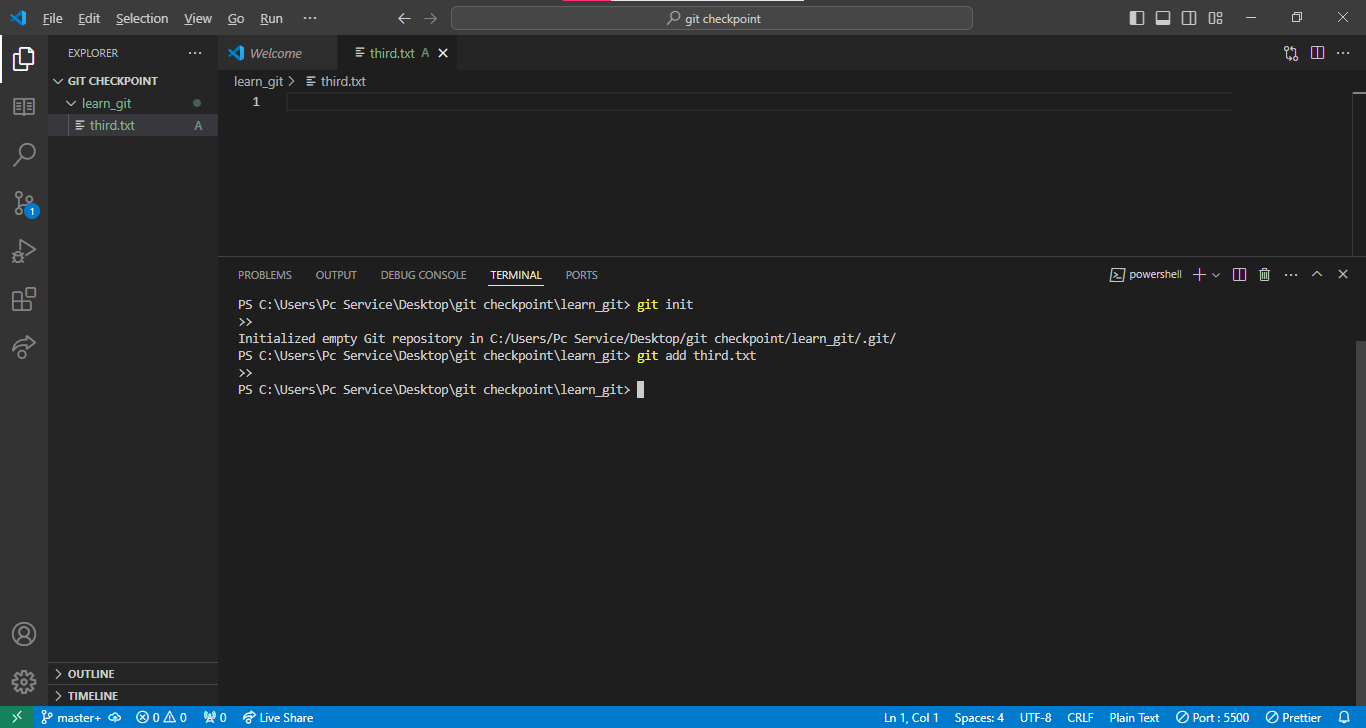 File Edit Selection View Go Run ··· git checkpoint
EXPLORER ···
Welcome
third.txt A
GIT CHECKPOINT
learn_git > third.txt
learn_git
1
third.txt A
1
PROBLEMS OUTPUT DEBUG CONSOLE TERMINAL PORTS
powershell
PS C:\Users\Pc Service\Desktop\git checkpoint\learn_git> git init
>>
Initialized empty Git repository in C:/Users/Pc Service/Desktop/git checkpoint/learn_git/.git/
PS C:\Users\Pc Service\Desktop\git checkpoint\learn_git> git add third.txt
>>
PS C:\Users\Pc Service\Desktop\git checkpoint\learn_git>
OUTLINE
TIMELINE
master+ 0 0 0 Live Share Ln 1, Col 1 Spaces: 4 UTF-8 CRLF Plain Text Port : 5500 Prettier